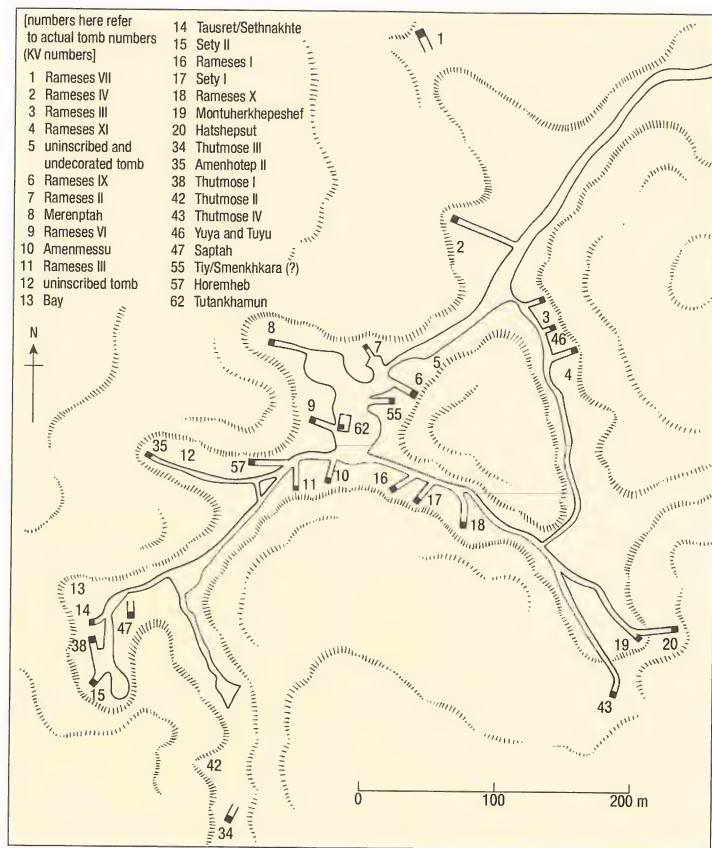 [numbers here refer
to actual tomb numbers
(KV numbers]
1 Rameses VII
2 Rameses IV
3 Rameses III
4 Rameses XI
5 uninscribed and
undecorated tomb
6 Rameses IX
7 Rameses II
8 Merenptah
9 Rameses VI
10 Amenmessu
11 Rameses III
12 uninscribed tomb
13 Bay
14 Tausret/Sethnakhte
15 Sety II
16 Rameses I
17 Sety I
18 Rameses X
19 Montuherkhepeshef
20 Hatshepsut
34 Thutmose III
35 Amenhotep II
38 Thutmose I
42 Thutmose II
43 Thutmose IV
46 Yuya and Tuyu
47 Saptah
55 Tiy/Smenkhkara (?)
57 Horemheb
62 Tutankhamun
1
2
N
3
46
8
7
5
4
6
55
9
62
35
12
57
11
10
16
17
18
13
14
47
38
19
20
15
43
42
34
0
100
200 m